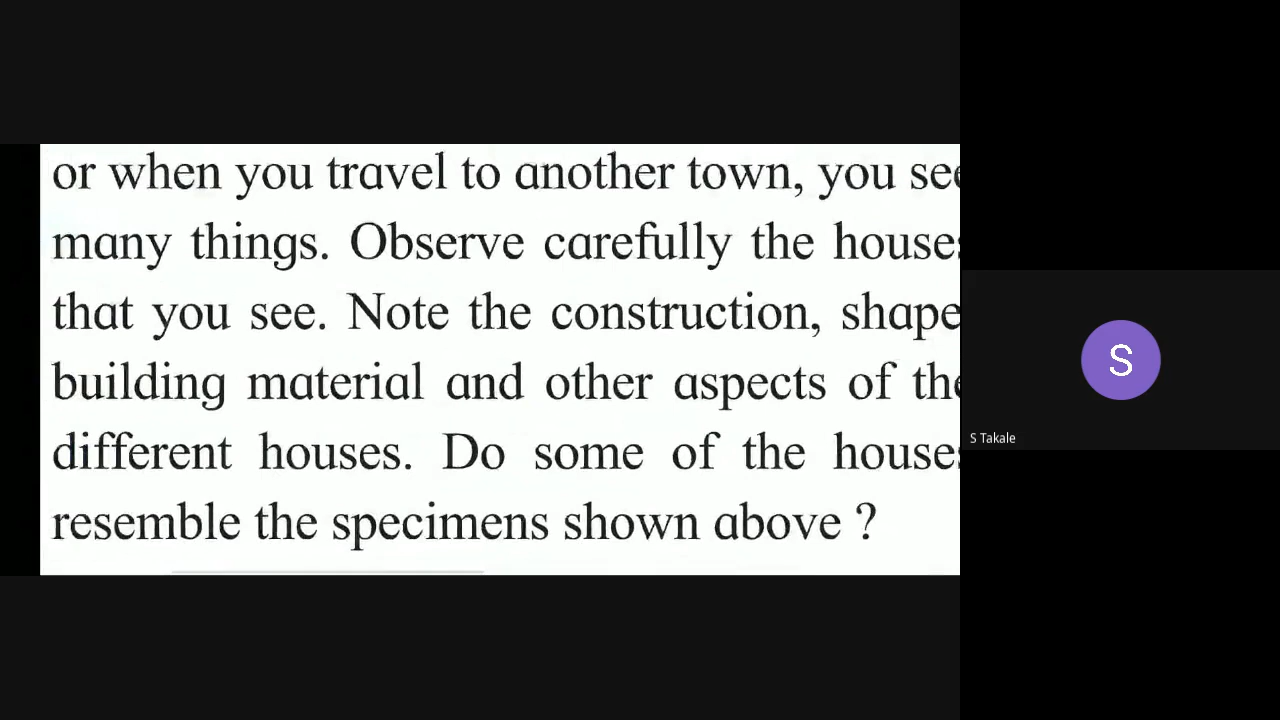 or when you travel to another town, you see
many things. Observe carefully the houses
that you see. Note the construction, shape
building material and other aspects of the
different houses. Do some of the houses
resemble the specimens shown above ?
S
S Takale